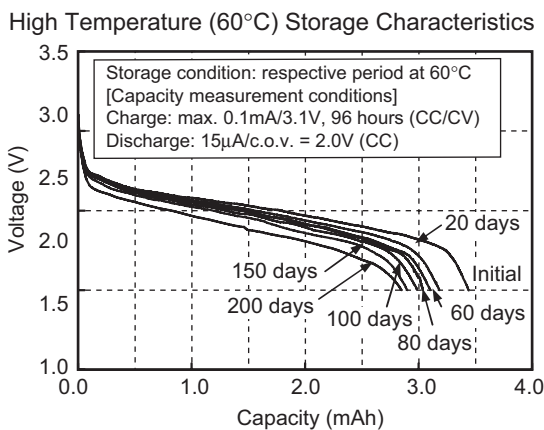 High Temperature (60°C) Storage Characteristics
Storage condition: respective period at 60°C
[Capacity measurement conditions]
Charge: max. 0.1mA/3.1V, 96 hours (CC/CV)
Discharge: 15µA/c.o.v. = 2.0V (CC)
Voltage (V)
3.5
3.0
2.5
2.0
1.5
1.0
20 days
Initial
150 days
200 days
100 days
60 days
80 days
0.0
1.0
2.0
3.0
4.0
Capacity (mAh)